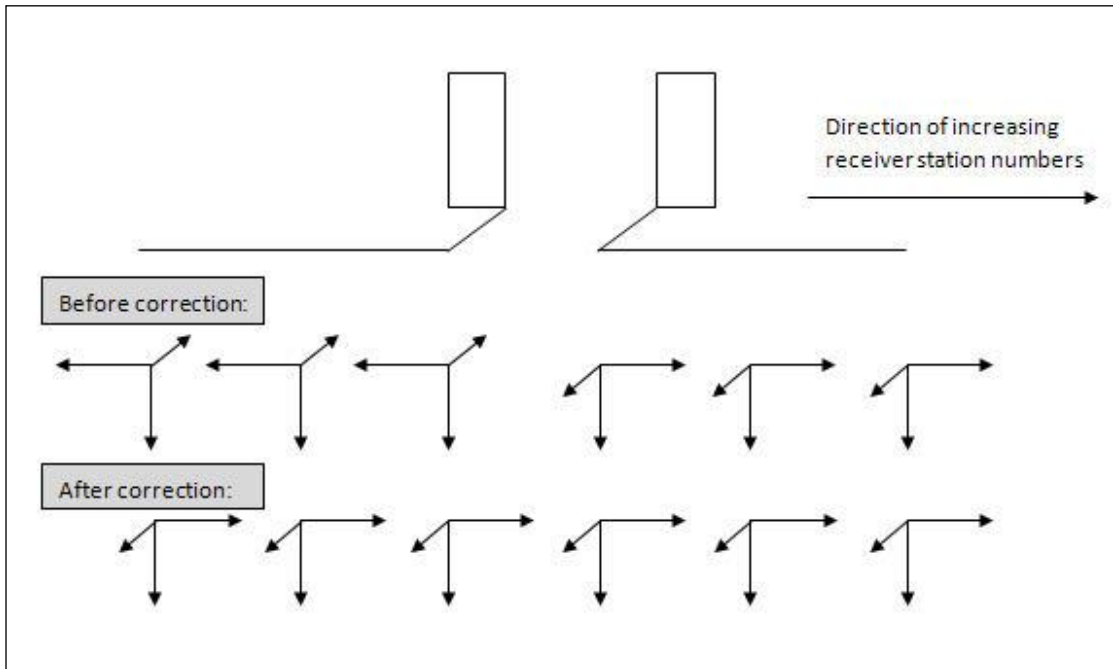 Direction of increasing
receiver station numbers
Before correction:
After correction: